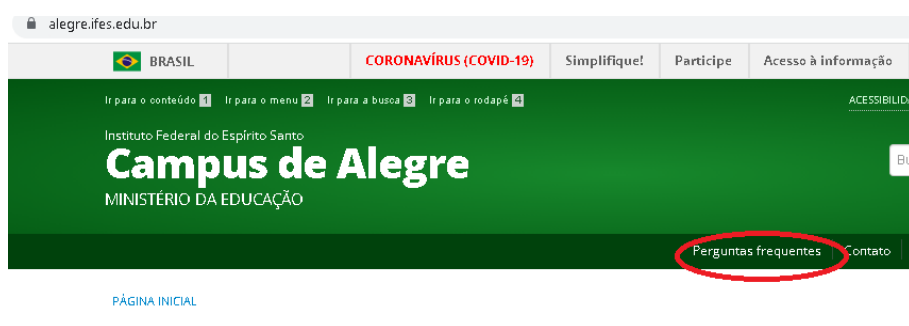 alegre.ifes.edu.br
BRASIL CORONAVÍRUS (COVID-19) Simplifique! Participe Acesso à informação
Ir para o conteúdo 1 Ir para o menu 2 Ir para a busca 3 Ir para o rodapé 4
Instituto Federal do Espírito Santo
Campus de Alegre
MINISTÉRIO DA EDUCAÇÃO
Perguntas frequentes Contato
PÁGINA INICIAL